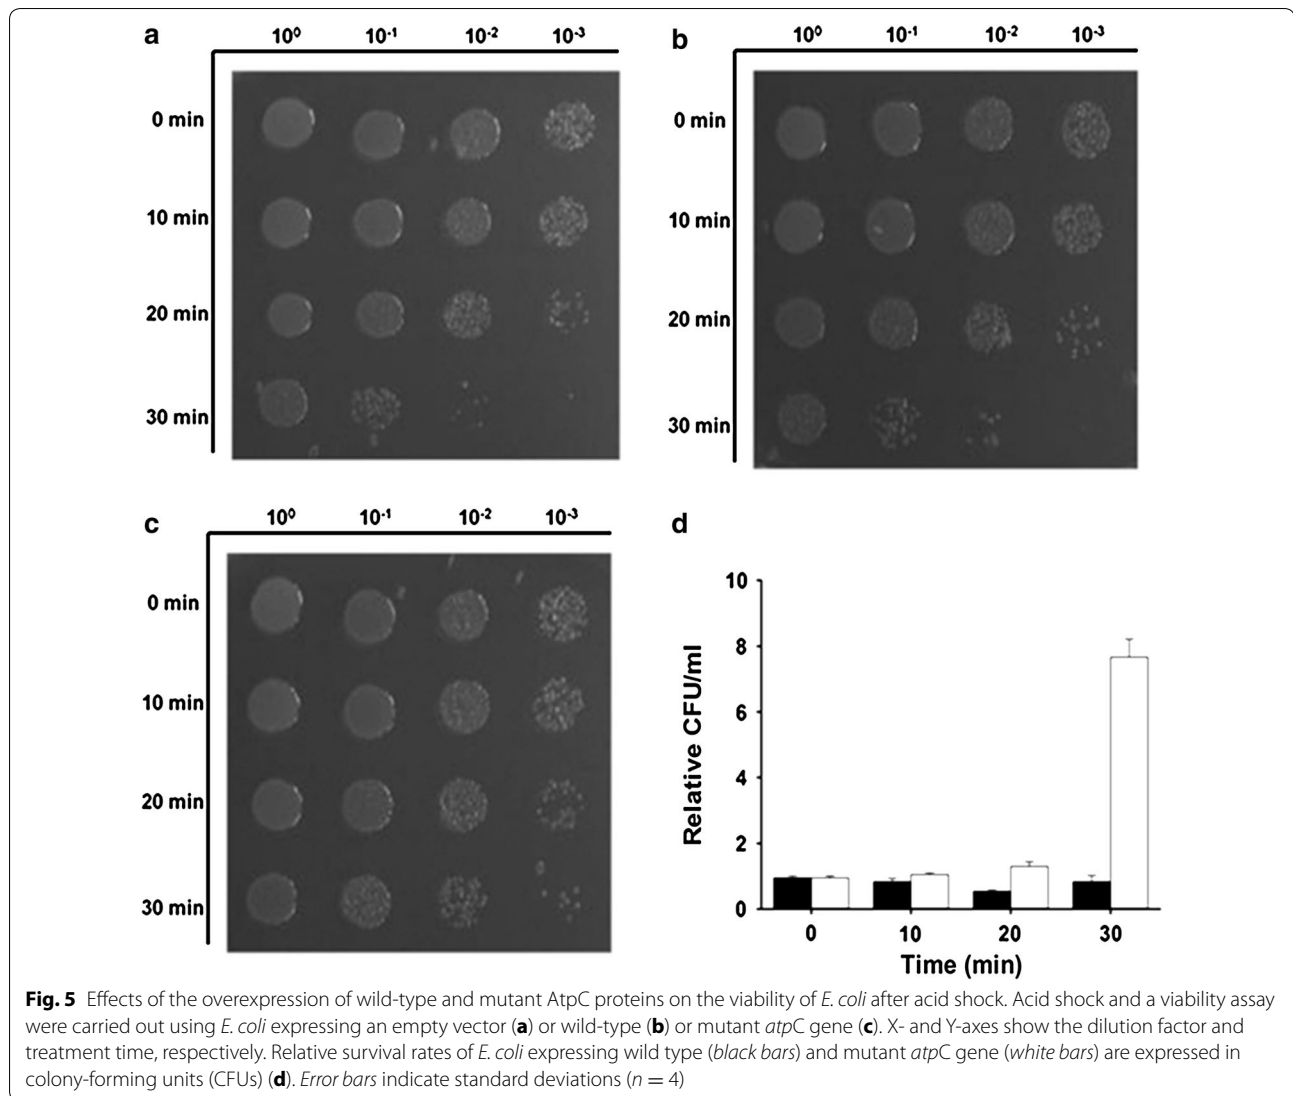 a
10⁰ 10⁻¹ 10⁻² 10⁻³
0 min
10 min
20 min
30 min
b
10⁰ 10⁻¹ 10⁻² 10⁻³
0 min
10 min
20 min
30 min
c
10⁰ 10⁻¹ 10⁻² 10⁻³
0 min
10 min
20 min
30 min
d
10
8
6
4
2
0
Relative CFU/ml
0 10 20 30
Time (min)
Fig. 5 Effects of the overexpression of wild-type and mutant AtpC proteins on the viability of E. coli after acid shock. Acid shock and a viability assay
were carried out using E. coli expressing an empty vector (a) or wild-type (b) or mutant atpC gene (c). X- and Y-axes show the dilution factor and
treatment time, respectively. Relative survival rates of E. coli expressing wild type (black bars) and mutant atpC gene (white bars) are expressed in
colony-forming units (CFUs) (d). Error bars indicate standard deviations (n = 4)